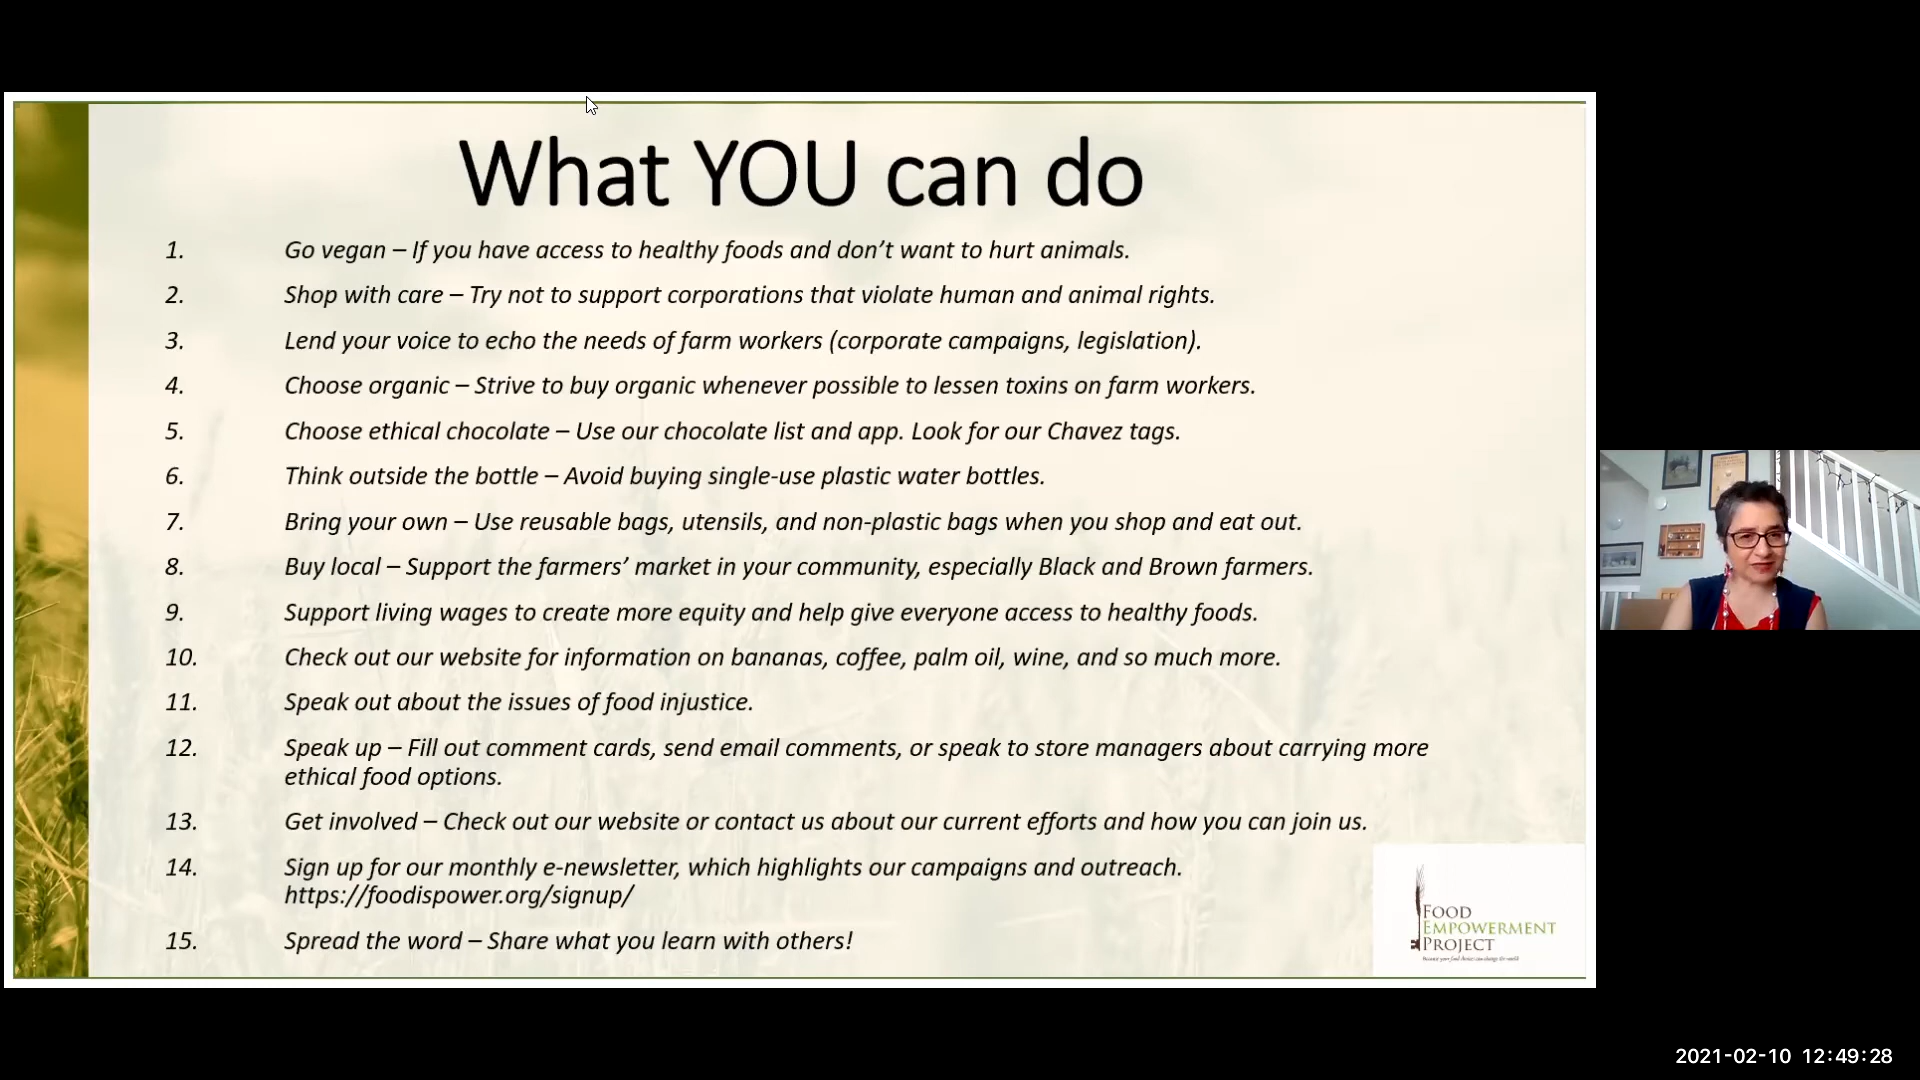 What YOU can do
1. Go vegan – If you have access to healthy foods and don’t want to hurt animals.
2. Shop with care – Try not to support corporations that violate human and animal rights.
3. Lend your voice to echo the needs of farm workers (corporate campaigns, legislation).
4. Choose organic – Strive to buy organic whenever possible to lessen toxins on farm workers.
5. Choose ethical chocolate – Use our chocolate list and app. Look for our Chavez tags.
6. Think outside the bottle – Avoid buying single-use plastic water bottles.
7. Bring your own – Use reusable bags, utensils, and non-plastic bags when you shop and eat out.
8. Buy local – Support the farmers’ market in your community, especially Black and Brown farmers.
9. Support living wages to create more equity and help give everyone access to healthy foods.
10. Check out our website for information on bananas, coffee, palm oil, wine, and so much more.
11. Speak out about the issues of food injustice.
12. Speak up – Fill out comment cards, send email comments, or speak to store managers about carrying more
ethical food options.
13. Get involved – Check out our website or contact us about our current efforts and how you can join us.
14. Sign up for our monthly e-newsletter, which highlights our campaigns and outreach.
https://foodispower.org/signup/
15. Spread the word – Share what you learn with others!
FOOD
EMPOWERMENT
PROJECT
Because your food choices can change the world
2021-02-10 12:49:28